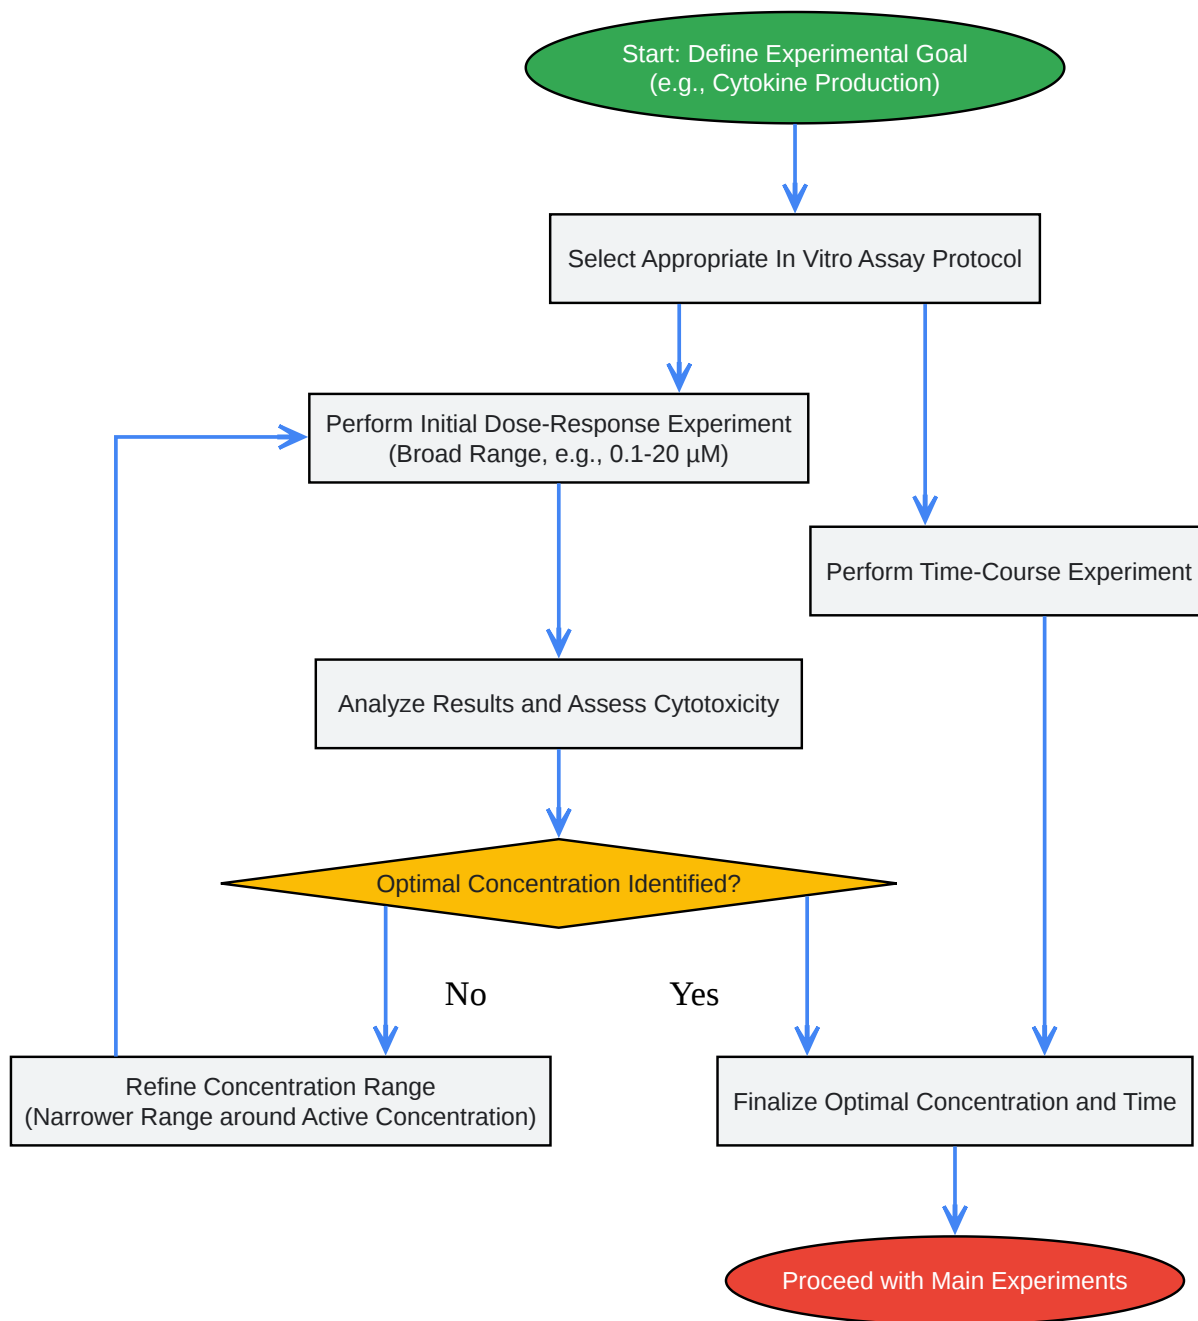 Start: Define Experimental Goal
(e.g., Cytokine Production)
Select Appropriate In Vitro Assay Protocol
Perform Initial Dose-Response Experiment
(Broad Range, e.g., 0.1-20 µM)
Perform Time-Course Experiment
Analyze Results and Assess Cytotoxicity
Optimal Concentration Identified?
No
Yes
Refine Concentration Range
(Narrower Range around Active Concentration)
Finalize Optimal Concentration and Time
Proceed with Main Experiments